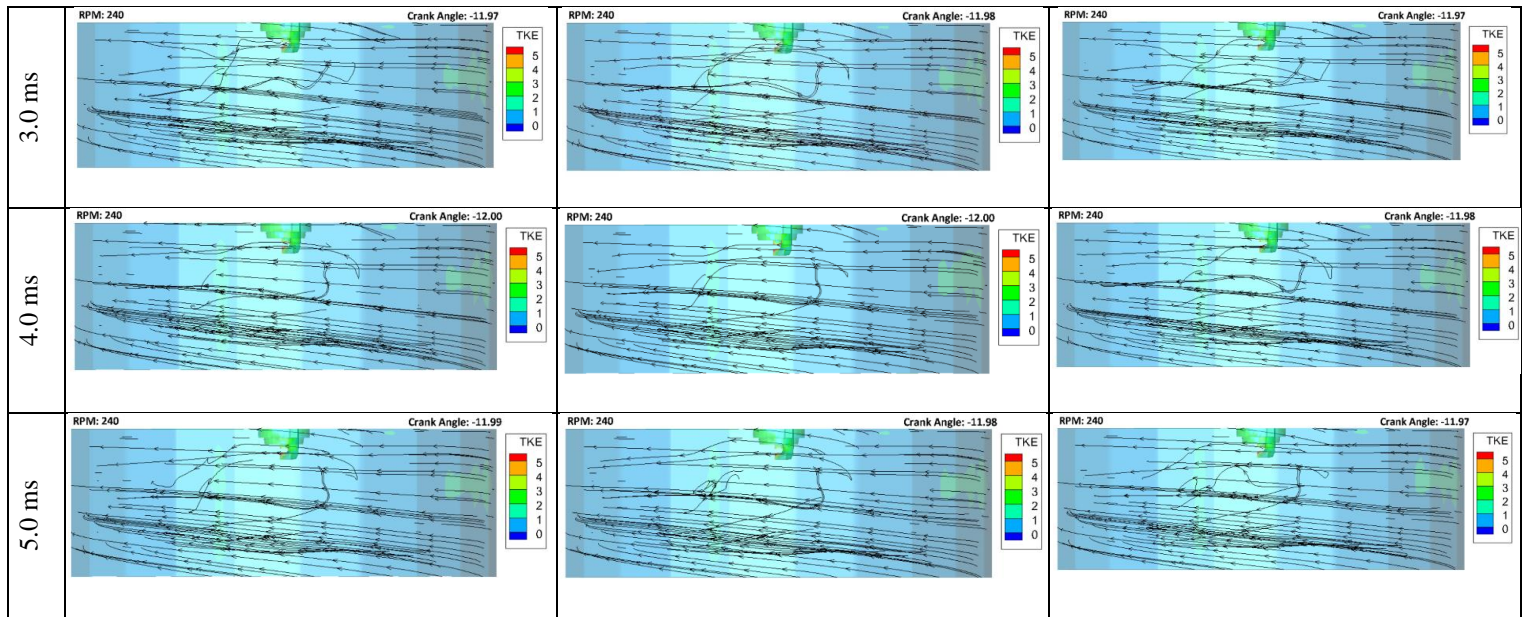 3.0 ms
RPM: 240 Crank Angle: -11.97
TKE
5
4
3
2
1
0
RPM: 240 Crank Angle: -11.98
TKE
5
4
3
2
1
0
RPM: 240 Crank Angle: -11.97
TKE
5
4
3
2
1
0
4.0 ms
RPM: 240 Crank Angle: -12.00
TKE
5
4
3
2
1
0
RPM: 240 Crank Angle: -12.00
TKE
5
4
3
2
1
0
RPM: 240 Crank Angle: -11.98
TKE
5
4
3
2
1
0
5.0 ms
RPM: 240 Crank Angle: -11.99
TKE
5
4
3
2
1
0
RPM: 240 Crank Angle: -11.98
TKE
5
4
3
2
1
0
RPM: 240 Crank Angle: -11.97
TKE
5
4
3
2
1
0